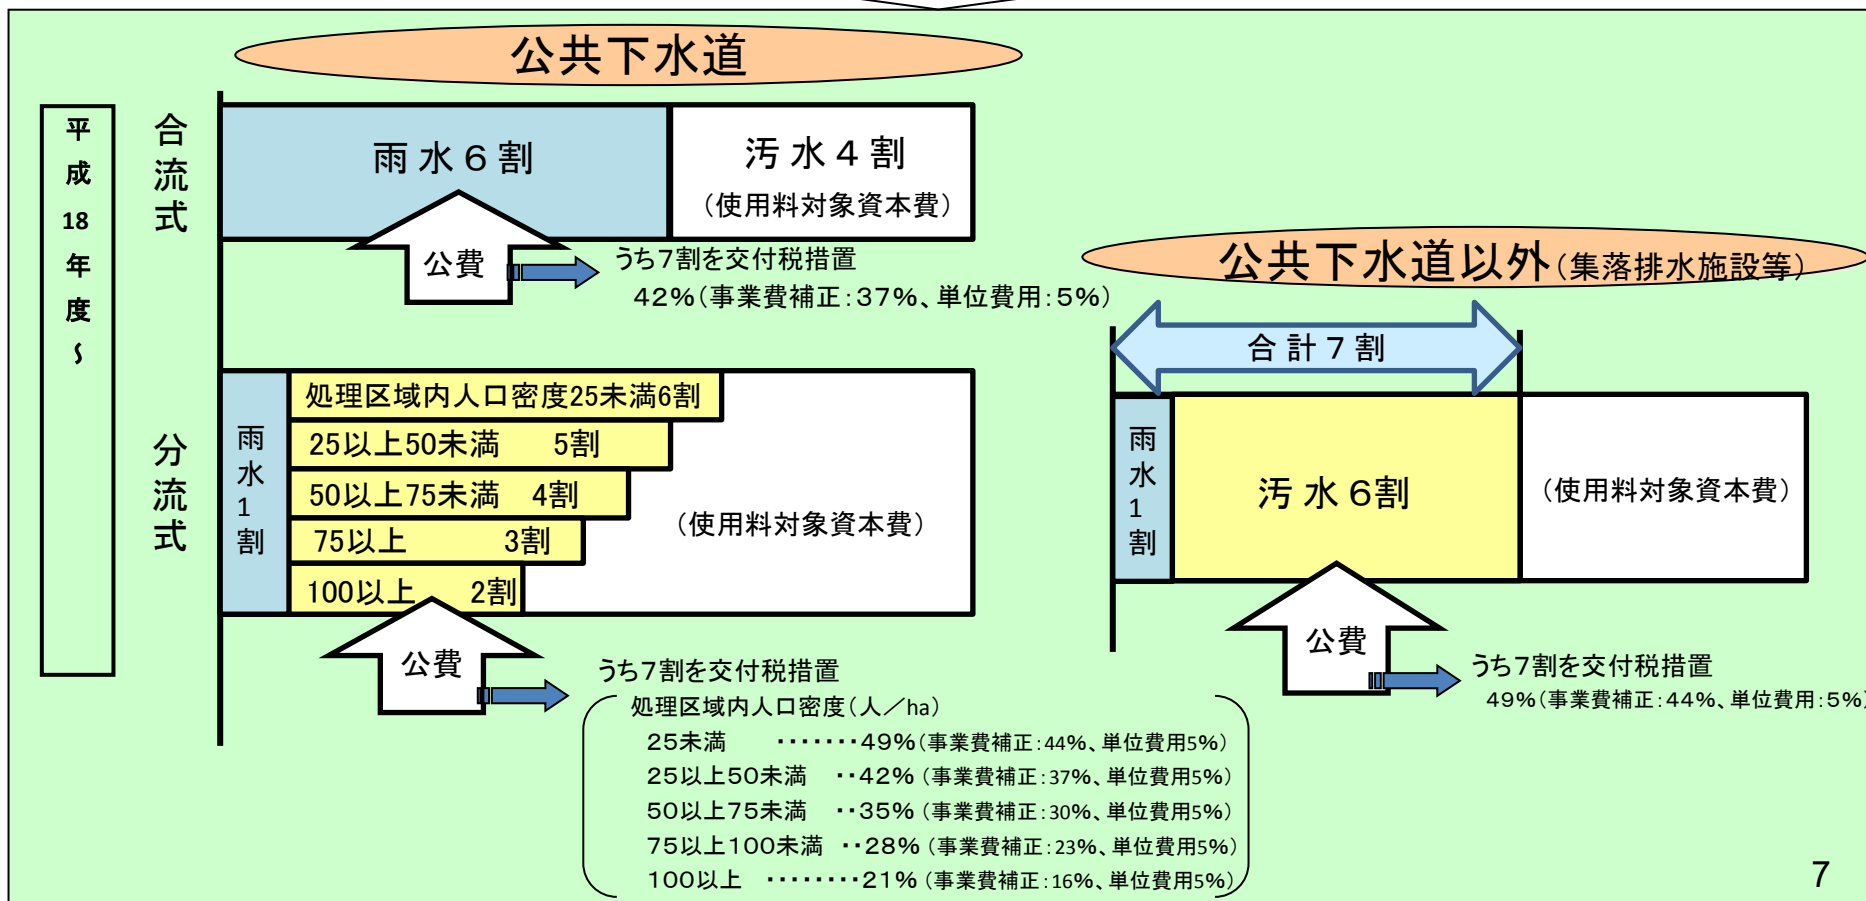 公共下水道
平成18年度～
合流式
雨水６割
汚水４割
（使用料対象資本費）
公費
うち７割を交付税措置
42%（事業費補正：37%、単位費用：5%）
分流式
雨水1割
処理区域内人口密度25未満6割
25以上50未満　5割
50以上75未満　4割
75以上　3割
100以上　2割
（使用料対象資本費）
公費
うち７割を交付税措置
処理区域内人口密度（人／ha）
25未満　・・・・・・・49%（事業費補正：44%、単位費用5%）
25以上50未満　・・42%（事業費補正：37%、単位費用5%）
50以上75未満　・・35%（事業費補正：30%、単位費用5%）
75以上100未満　・・28%（事業費補正：23%、単位費用5%）
100以上　・・・・・・・・21%（事業費補正：16%、単位費用5%）
公共下水道以外（集落排水施設等）
合計７割
雨水1割
汚水６割
（使用料対象資本費）
公費
うち７割を交付税措置
49%（事業費補正：44%、単位費用：5%）
7